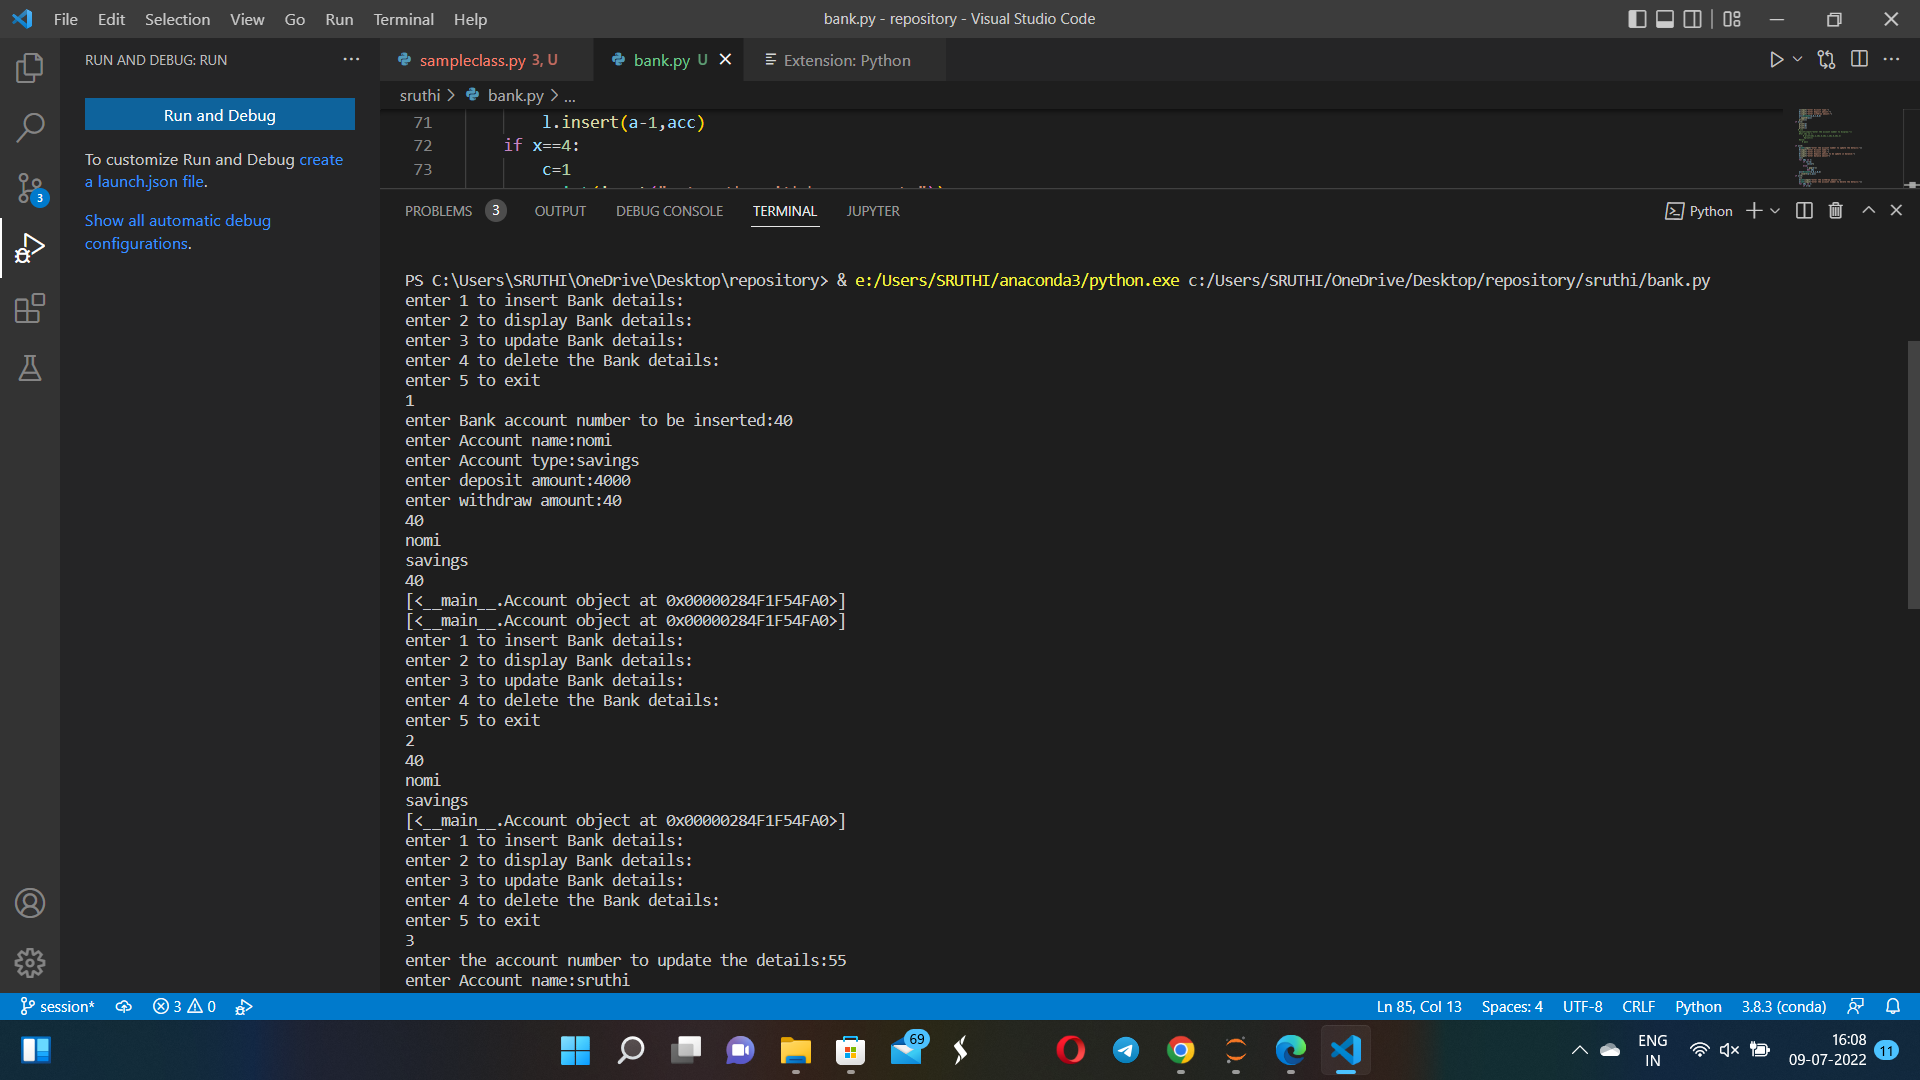 File Edit Selection View Go Run Terminal Help
bank.py - repository - Visual Studio Code
RUN AND DEBUG: RUN
Run and Debug
To customize Run and Debug create
a launch.json file.
Show all automatic debug
configurations.
3
sampleclass.py 3, U
bank.py U
Extension: Python
sruthi > bank.py > ...
71 l.insert(a-1,acc)
72 if x==4:
73 c=1
PROBLEMS 3 OUTPUT DEBUG CONSOLE TERMINAL JUPYTER
Python
PS C:\Users\SRUTHI\OneDrive\Desktop\repository> & e:/Users/SRUTHI/anaconda3/python.exe c:/Users/SRUTHI/OneDrive/Desktop/repository/sruthi/bank.py
enter 1 to insert Bank details:
enter 2 to display Bank details:
enter 3 to update Bank details:
enter 4 to delete the Bank details:
enter 5 to exit
1
enter Bank account number to be inserted:40
enter Account name:nomi
enter Account type:savings
enter deposit amount:4000
enter withdraw amount:40
40
nomi
savings
40
[<__main__.Account object at 0x00000284F1F54FA0>]
[<__main__.Account object at 0x00000284F1F54FA0>]
enter 1 to insert Bank details:
enter 2 to display Bank details:
enter 3 to update Bank details:
enter 4 to delete the Bank details:
enter 5 to exit
2
40
nomi
savings
[<__main__.Account object at 0x00000284F1F54FA0>]
enter 1 to insert Bank details:
enter 2 to display Bank details:
enter 3 to update Bank details:
enter 4 to delete the Bank details:
enter 5 to exit
3
enter the account number to update the details:55
enter Account name:sruthi
session* 3 0
Ln 85, Col 13 Spaces: 4 UTF-8 CRLF Python 3.8.3 (conda)
69
ENG
IN
16:08
09-07-2022
11